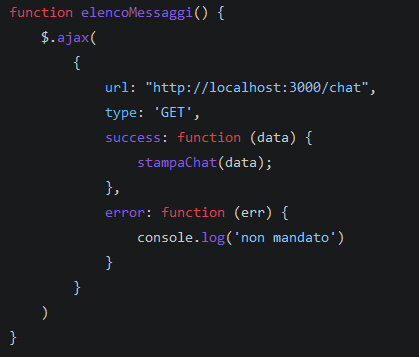 function elencoMessaggi() {
    $.ajax(
        {
            url: "http://localhost:3000/chat",
            type: 'GET',
            success: function (data) {
                stampaChat(data);
            },
            error: function (err) {
                console.log('non mandato')
            }
        }
    )
}